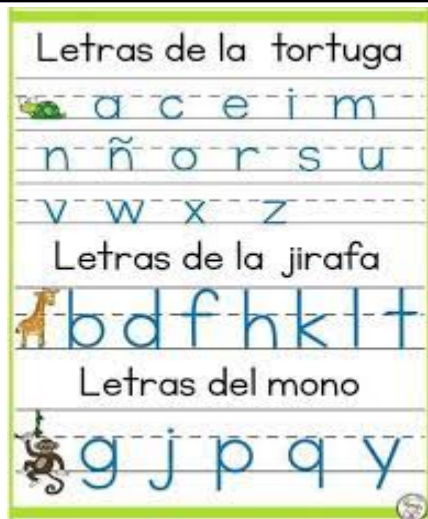 Letras de la tortuga
a c e i m
n ñ o r s u
v w x z
Letras de la jirafa
b d f h k l t
Letras del mono
g j p q y